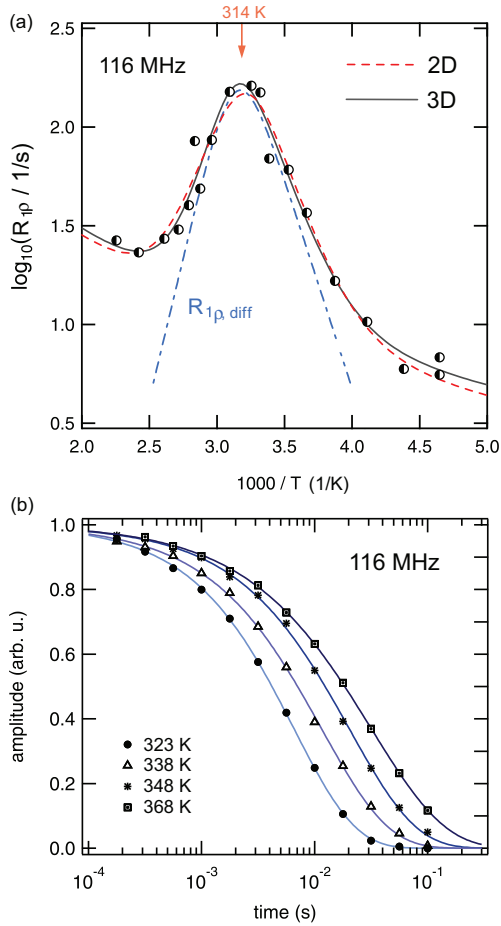 (a)
314 K
116 MHz
2D
3D
log10(R1ρ / 1/s)
2.5
2.0
1.5
1.0
0.5
R1ρ, diff
2.0 2.5 3.0 3.5 4.0 4.5 5.0
1000 / T (1/K)
(b)
116 MHz
amplitude (arb. u.)
1.0
0.8
0.6
0.4
0.2
0.0
323 K
338 K
348 K
368 K
10-4 10-3 10-2 10-1
time (s)